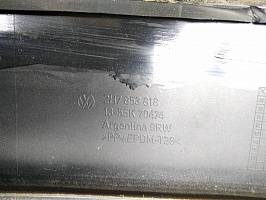 2H7 853 818
Argentina SRW
>PP+EPDM-T20<